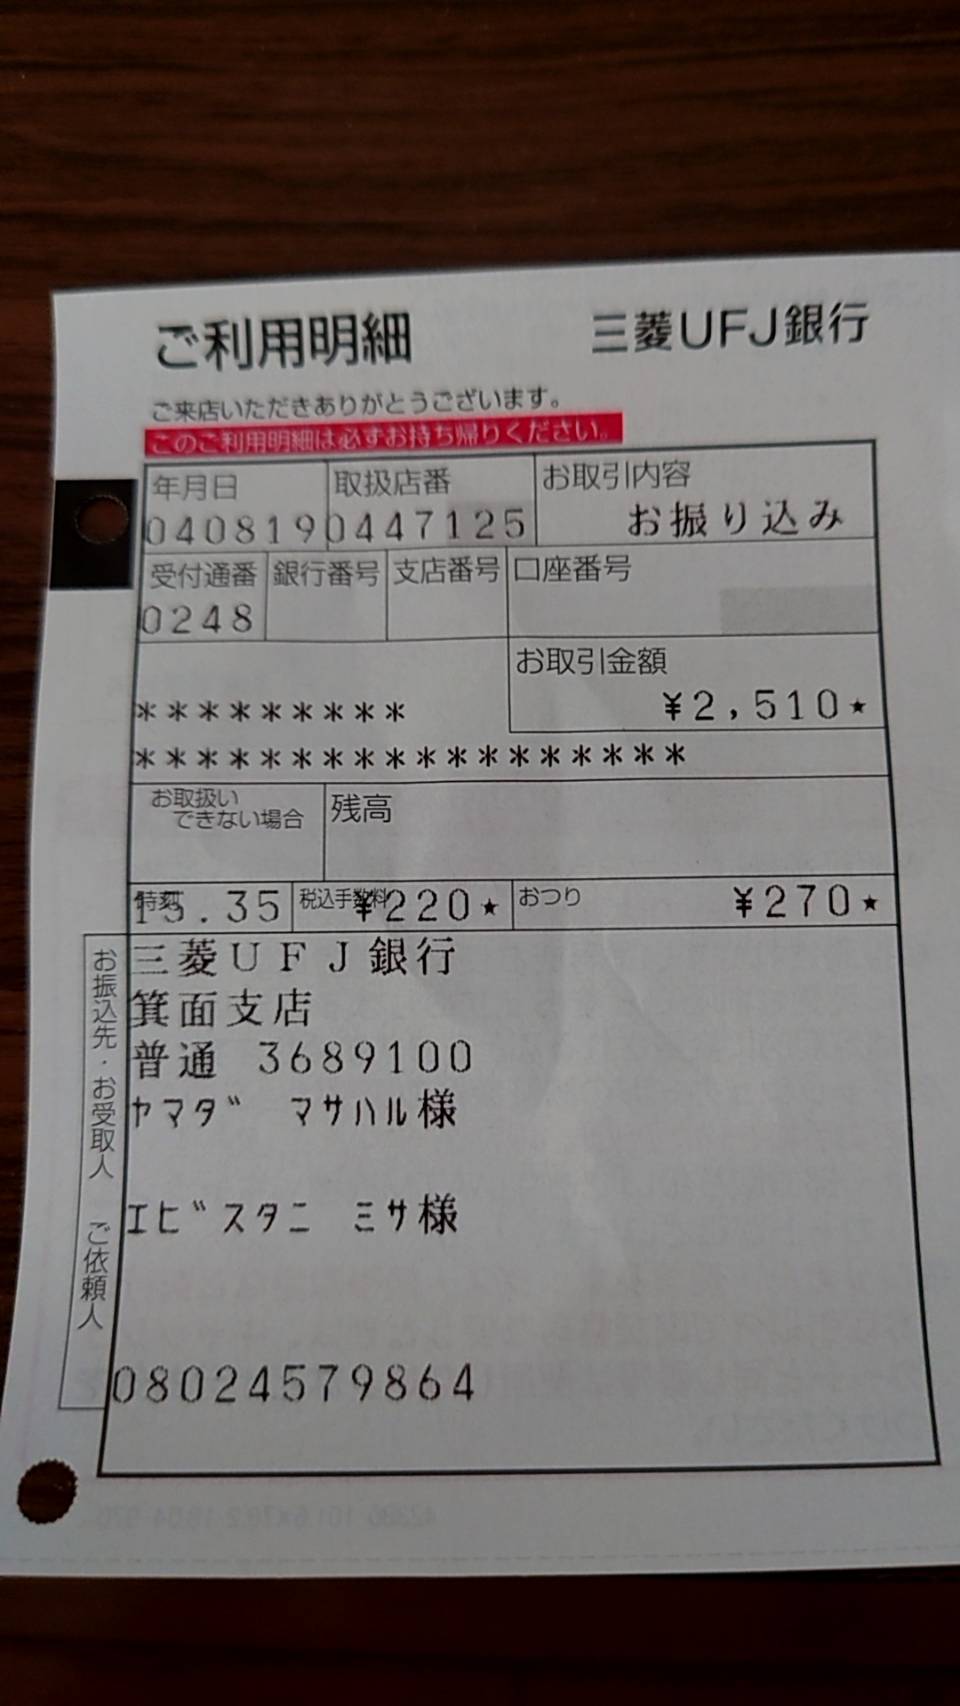 ご利用明細 三菱UFJ銀行
ご来店いただきありがとうございます。
このご利用明細は必ずお持ち帰りください。
年月日 取扱店番 お取引内容
040819 0447125 お振り込み
受付通番 銀行番号 支店番号 口座番号
0248
お取引金額
********* ¥2,510★
******************
お取扱い
できない場合 残高
時刻 税込手数料 おつり
15.35 ¥220★ ¥270★
お振込先・お受取人 ご依頼人
三菱UFJ銀行
箕面支店
普通 3689100
ヤマダ マサハル様
エビスタニ ミサ様
08024579864